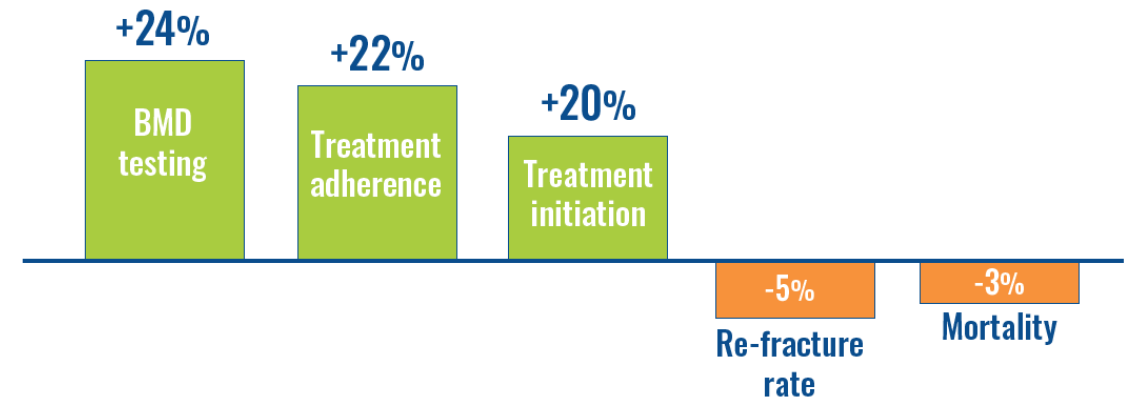 +24%
BMD
testing
+22%
Treatment
adherence
+20%
Treatment
initiation
-5%
Re-fracture
rate
-3%
Mortality